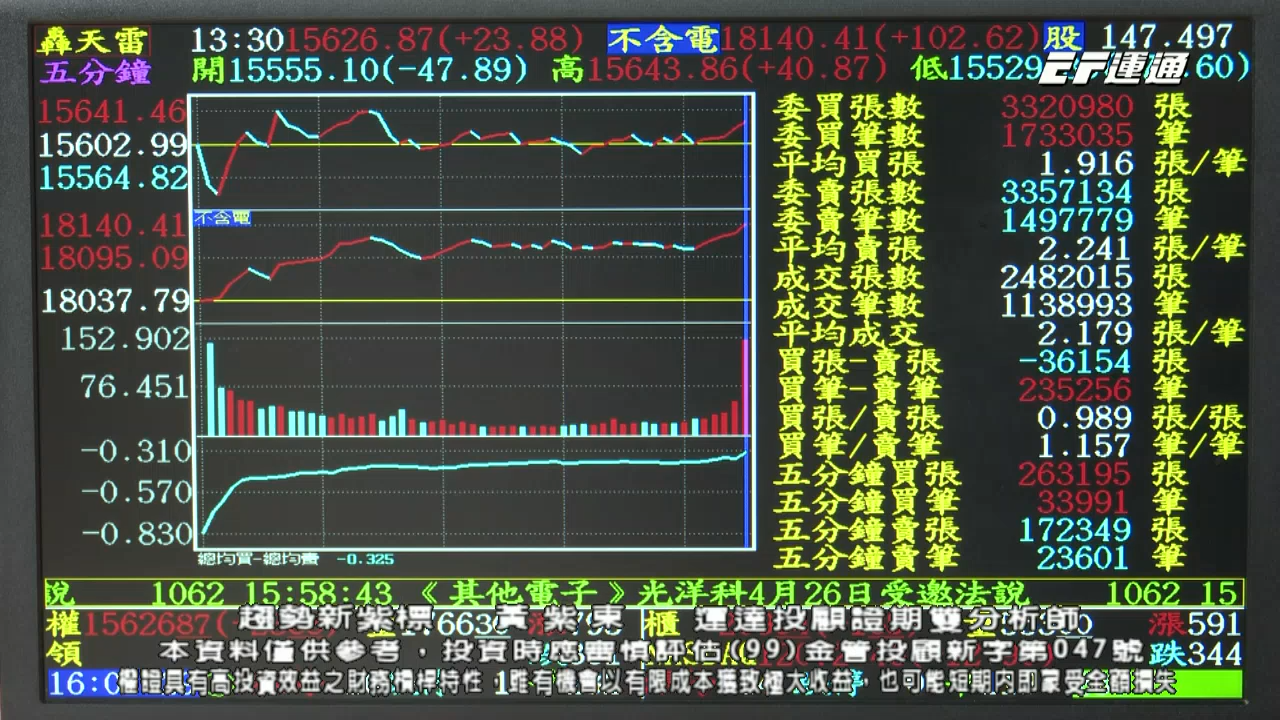 轟天雷 13:30 15626.87(+23.88) 不含電 18140.41(+102.62) 股 147.497
五分鐘 開15555.10(-47.89) 高15643.86(+40.87) 低15529 .60)
EF 運通
15641.46
15602.99
15564.82
18140.41
18095.09
18037.79
152.902
76.451
-0.310
-0.570
-0.830
不含電
總均買-總均賣 -0.325
委買張數 3320980 張
委買筆數 1733035 筆
平均買張 1.916 張/筆
委賣張數 3357134 張
委賣筆數 1497779 筆
平均賣張 2.241 張/筆
成交張數 2482015 張
成交筆數 1138993 筆
平均成交 2.179 張/筆
買張-賣張 -36154 張
買筆-賣筆 235256 筆
買張/賣張 0.989 張/張
買筆/賣筆 1.157 筆/筆
五分鐘買張 263195 張
五分鐘買筆 33991 筆
五分鐘賣張 172349 張
五分鐘賣筆 23601 筆
說 1062 15:58:43 《其他電子》光洋科4月26日受邀法說 1062 15
權1562687 櫃 漲591
趨勢新紫標 黃紫東 運達投顧證期雙分析師
領 跌344
本資料僅供參考，投資時應審慎評估(99)金管投顧新字第047號
16:0
權證具有高投資效益之財務槓桿特性，雖有機會以有限成本獲致極大收益，也可能短期內即蒙受全額損失